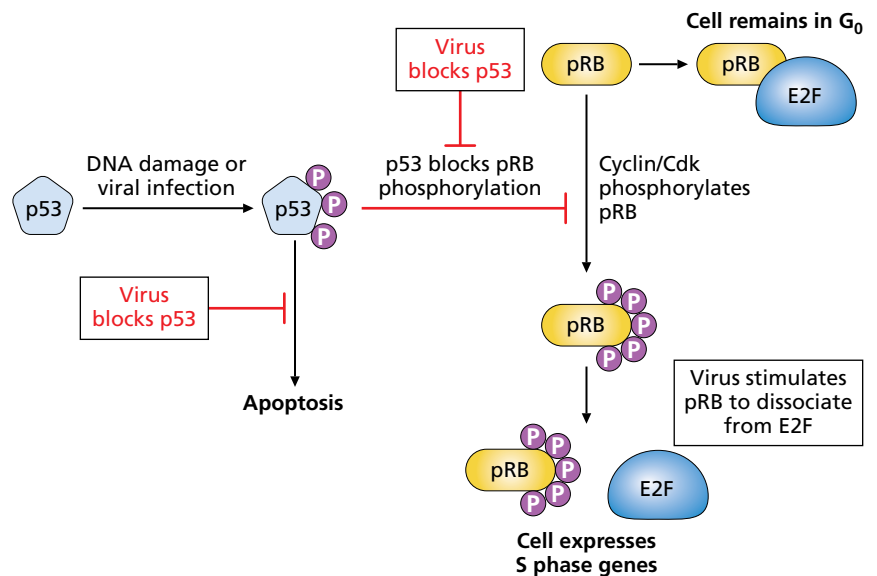 Cell remains in G0
Virus
blocks p53
pRB
pRB
E2F
DNA damage or
viral infection
p53
p53
P
P
P
p53 blocks pRB
phosphorylation
Cyclin/Cdk
phosphorylates
pRB
Virus
blocks p53
Apoptosis
pRB
P
P
P
P
P
Virus stimulates
pRB to dissociate
from E2F
pRB
P
P
P
P
P
E2F
Cell expresses
S phase genes